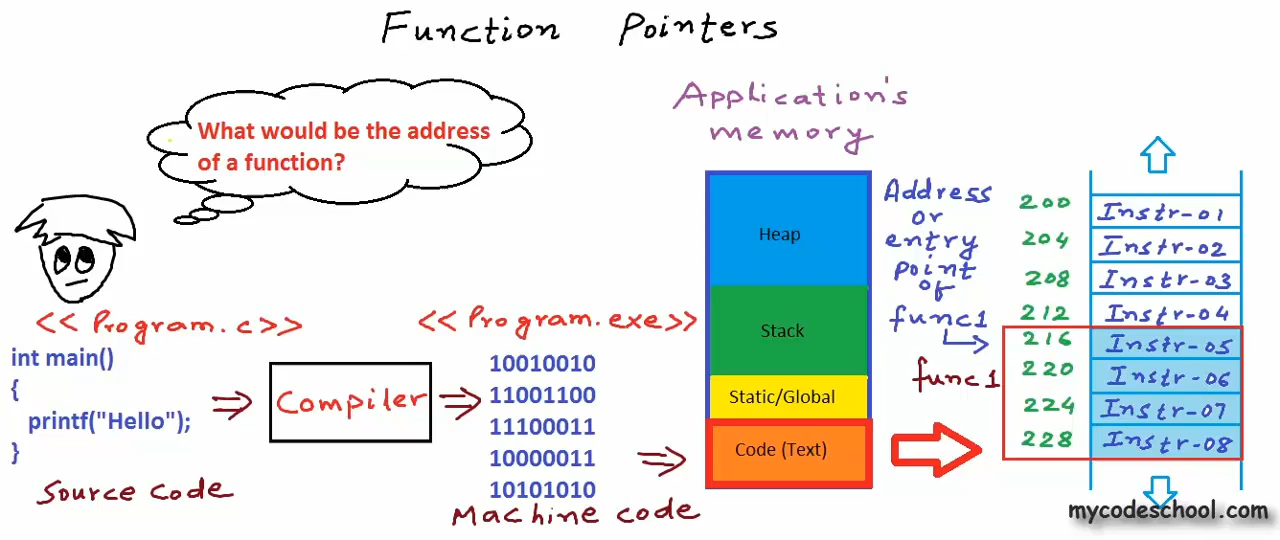 Function Pointers
What would be the address
of a function?
<< Program.c>>
int main()
{
printf("Hello");
}
Source code
Compiler
<< Program.exe>>
10010010
11001100
11100011
10000011
10101010
Machine code
Application's
memory
Heap
Stack
Static/Global
Code (Text)
Address
or
entry
point
of
func1
func1
200 Instr-01
204 Instr-02
208 Instr-03
212 Instr-04
216 Instr-05
220 Instr-06
224 Instr-07
228 Instr-08
mycodeschool.com